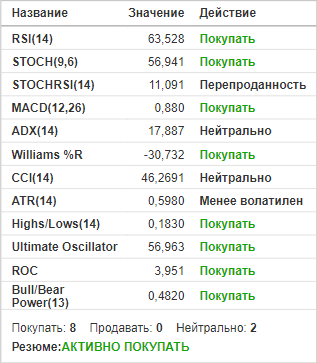 Название Значение Действие
RSI(14) 63,528 Покупать
STOCH(9,6) 56,941 Покупать
STOCHRSI(14) 11,091 Перепроданность
MACD(12,26) 0,880 Покупать
ADX(14) 17,887 Нейтрально
Williams %R -30,732 Покупать
CCI(14) 46,2691 Нейтрально
ATR(14) 0,5980 Менее волатилен
Highs/Lows(14) 0,1830 Покупать
Ultimate Oscillator 56,963 Покупать
ROC 3,951 Покупать
Bull/Bear
Power(13) 0,4820 Покупать
Покупать: 8 Продавать: 0 Нейтрально: 2
Резюме:АКТИВНО ПОКУПАТЬ